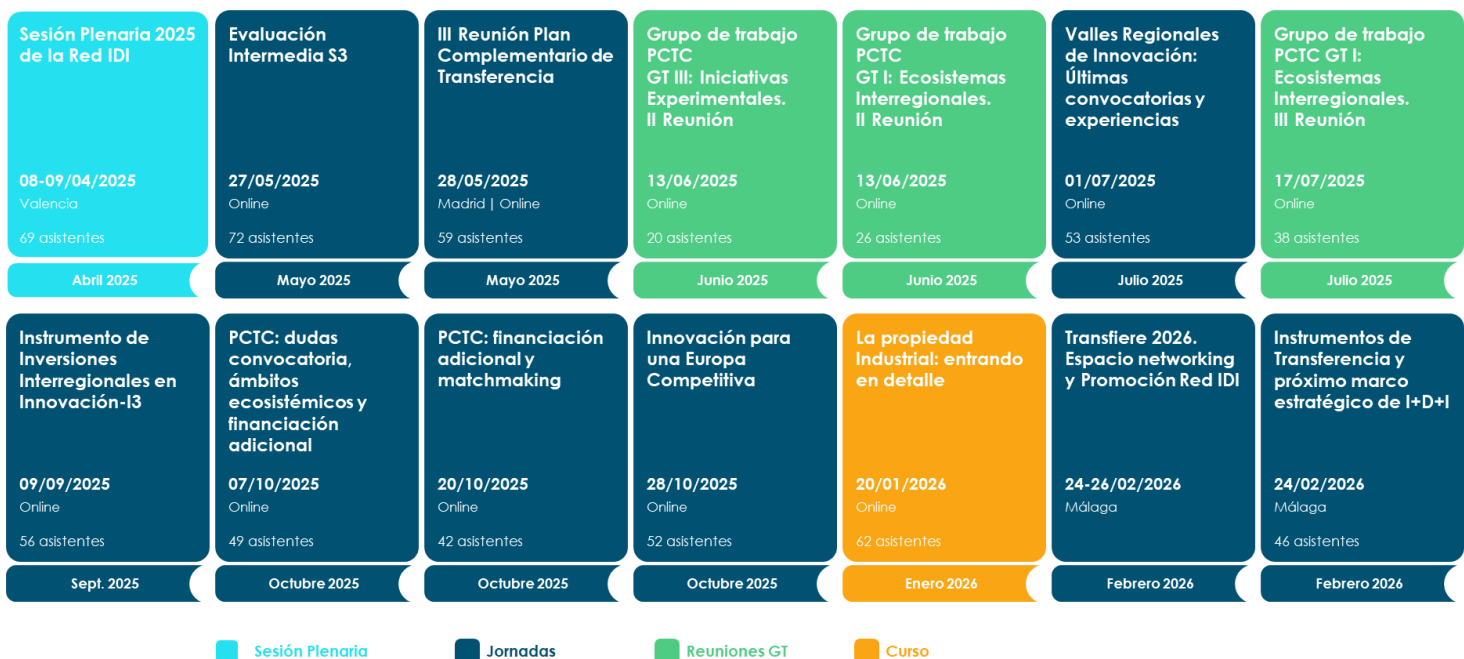 Sesión Plenaria 2025
de la Red IDI
08-09/04/2025
Valencia
69 asistentes
Abril 2025
Evaluación
Intermedia S3
27/05/2025
Online
72 asistentes
Mayo 2025
III Reunión Plan
Complementario de
Transferencia
28/05/2025
Madrid | Online
59 asistentes
Mayo 2025
Grupo de trabajo
PCTC
GT III: Iniciativas
Experimentales.
II Reunión
13/06/2025
Online
20 asistentes
Junio 2025
Grupo de trabajo
PCTC
GT I: Ecosistemas
Interregionales.
II Reunión
13/06/2025
Online
26 asistentes
Junio 2025
Valles Regionales
de Innovación:
Últimas
convocatorias y
experiencias
01/07/2025
Online
53 asistentes
Julio 2025
Grupo de trabajo
PCTC GT I:
Ecosistemas
Interregionales.
III Reunión
17/07/2025
Online
38 asistentes
Julio 2025
Instrumento de
Inversiones
Interregionales en
Innovación-I3
09/09/2025
Online
56 asistentes
Sept. 2025
PCTC: dudas
convocatoria,
ámbitos
ecosistémicos y
financiación
adicional
07/10/2025
Online
49 asistentes
Octubre 2025
PCTC: financiación
adicional y
matchmaking
20/10/2025
Online
42 asistentes
Octubre 2025
Innovación para
una Europa
Competitiva
28/10/2025
Online
52 asistentes
Octubre 2025
La propiedad
Industrial: entrando
en detalle
20/01/2026
Online
62 asistentes
Enero 2026
Transfiere 2026.
Espacio networking
y Promoción Red IDI
24-26/02/2026
Málaga
Febrero 2026
Instrumentos de
Transferencia y
próximo marco
estratégico de I+D+I
24/02/2026
Málaga
46 asistentes
Febrero 2026
Sesión Plenaria
Jornadas
Reuniones GT
Curso